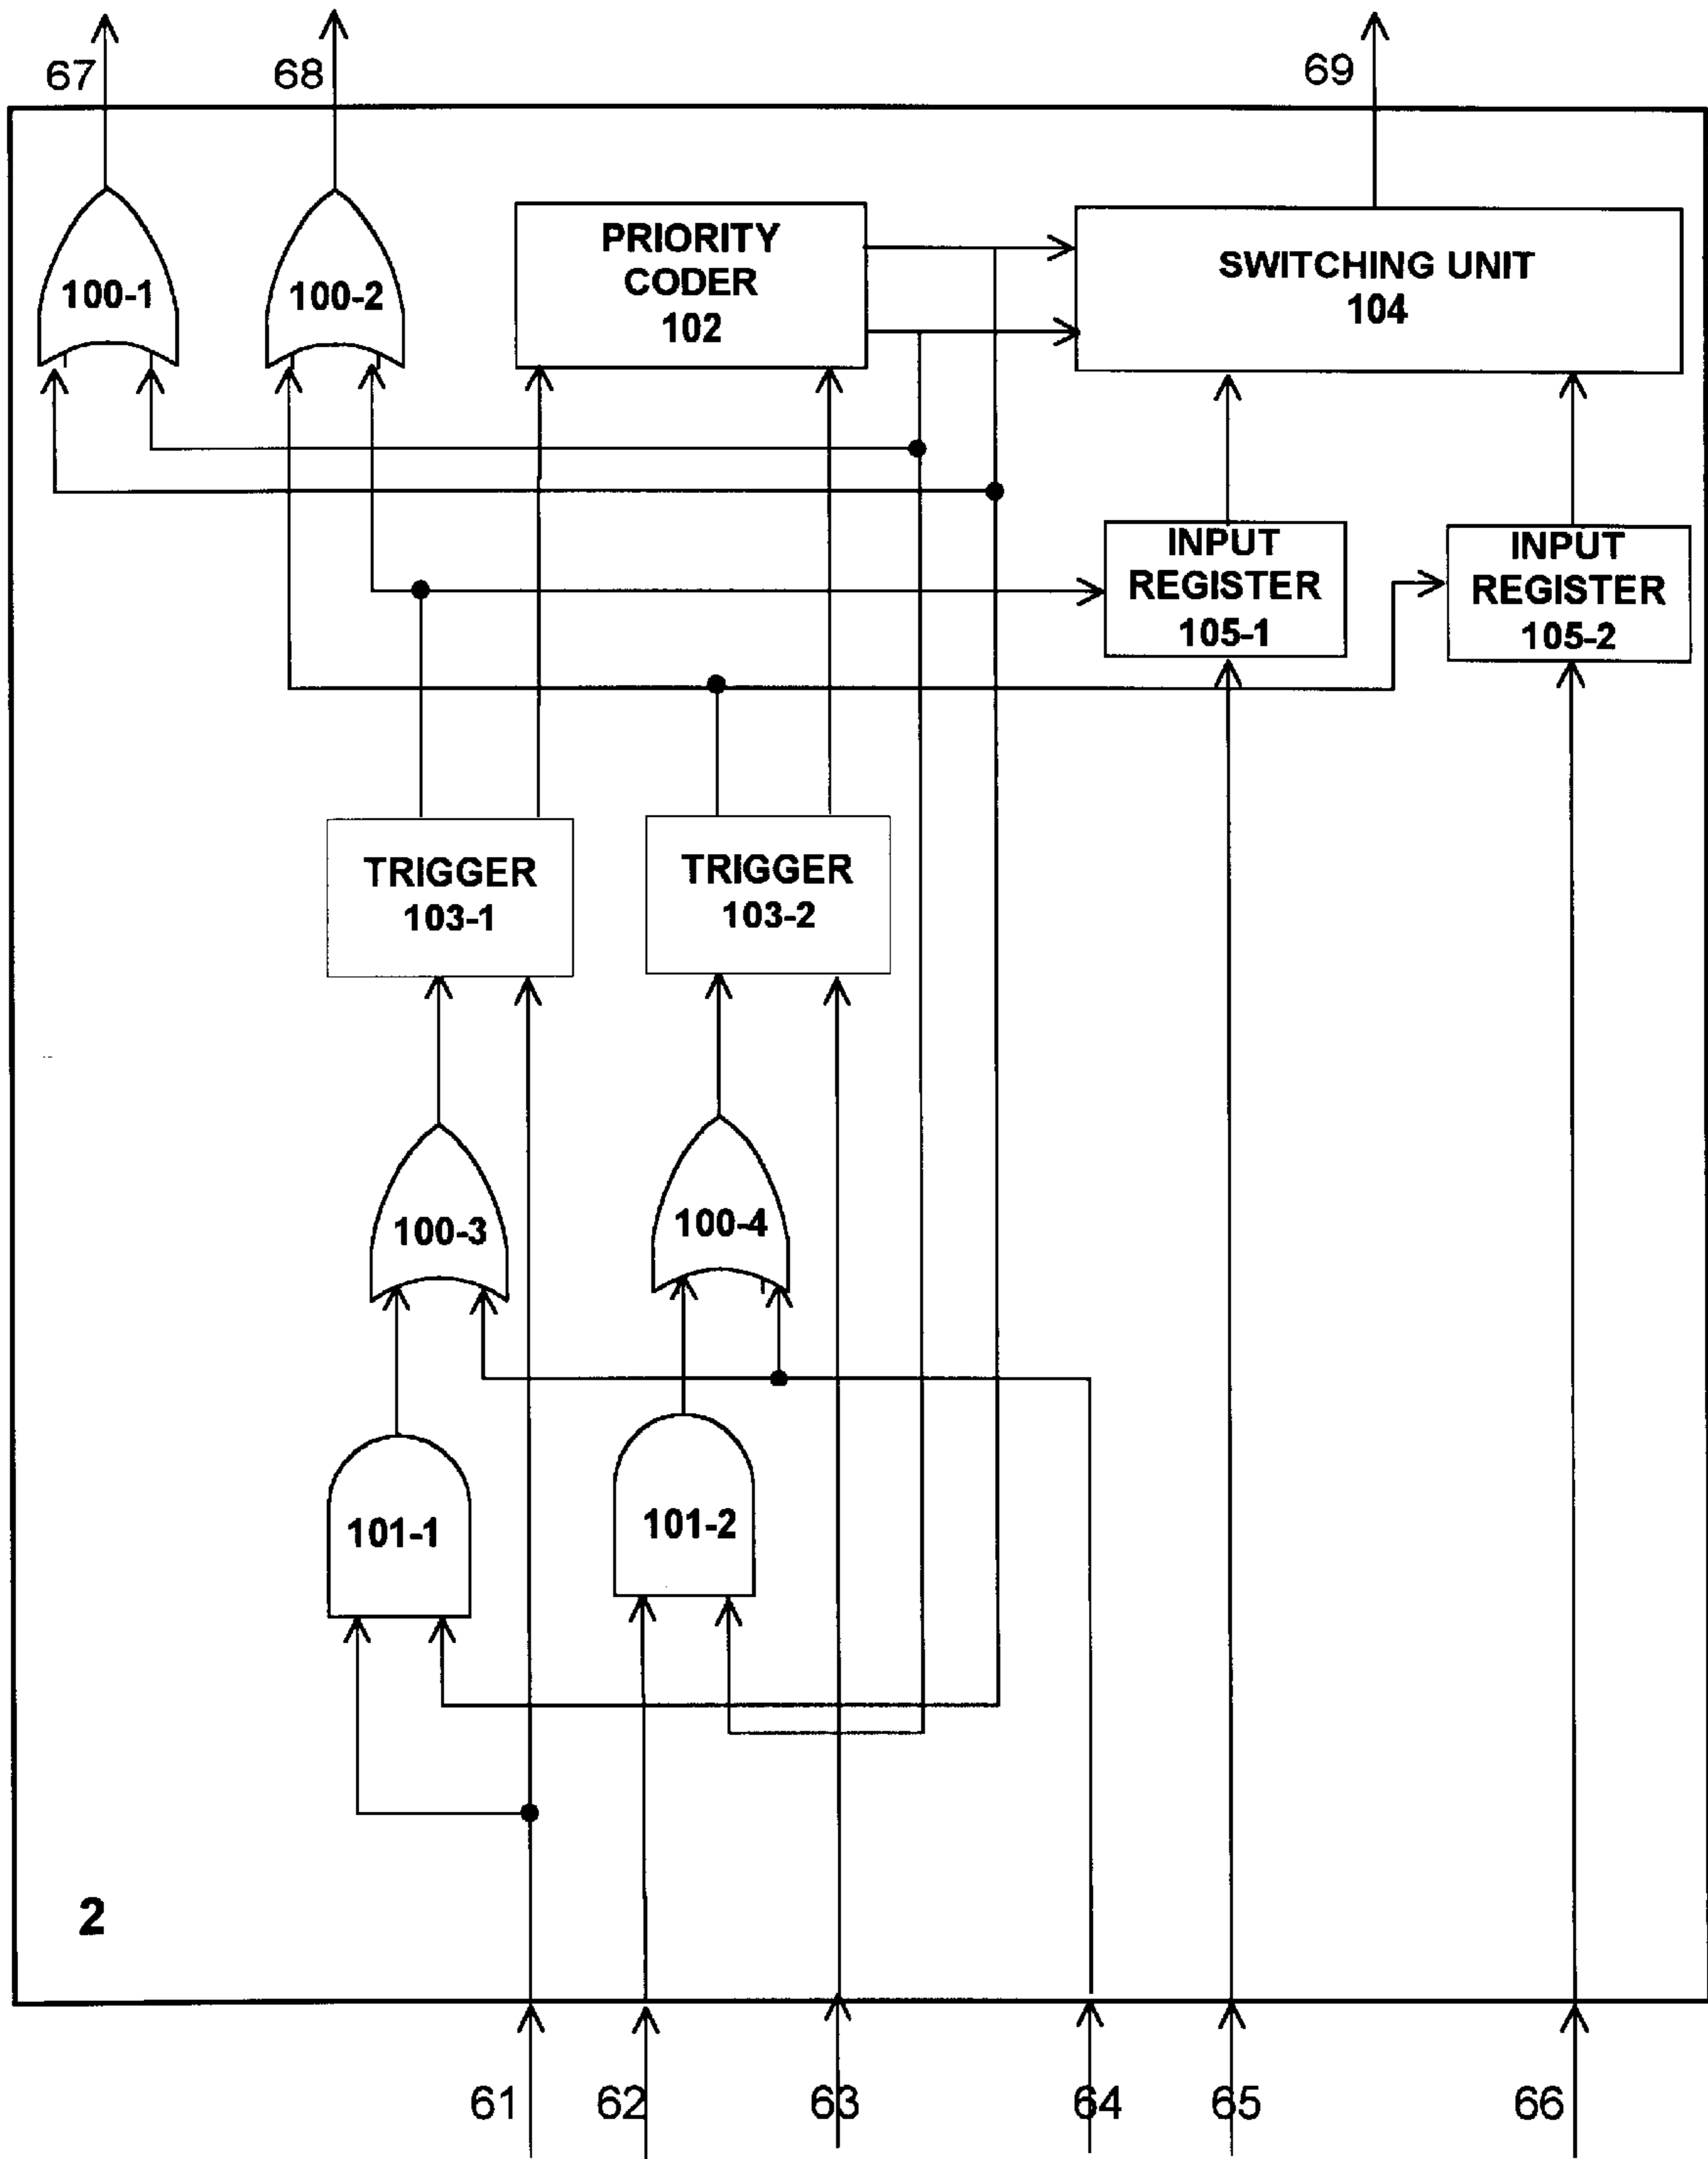 67
68
69
100-1
100-2
PRIORITY
CODER
102
SWITCHING UNIT
104
INPUT
REGISTER
105-1
INPUT
REGISTER
105-2
TRIGGER
103-1
TRIGGER
103-2
100-3
100-4
101-1
101-2
2
61
62
63
64
65
66